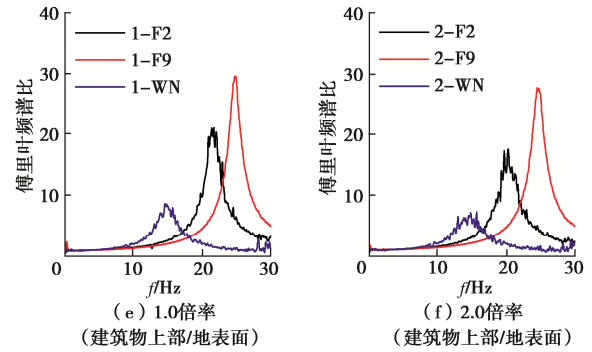 40
30
20
10
0
10
20
30
傅里叶频谱比
1-F2
1-F9
1-WN
f/Hz
（e）1.0倍率
（建筑物上部/地表面）
40
30
20
10
0
10
20
30
傅里叶频谱比
2-F2
2-F9
2-WN
f/Hz
（f）2.0倍率
（建筑物上部/地表面）